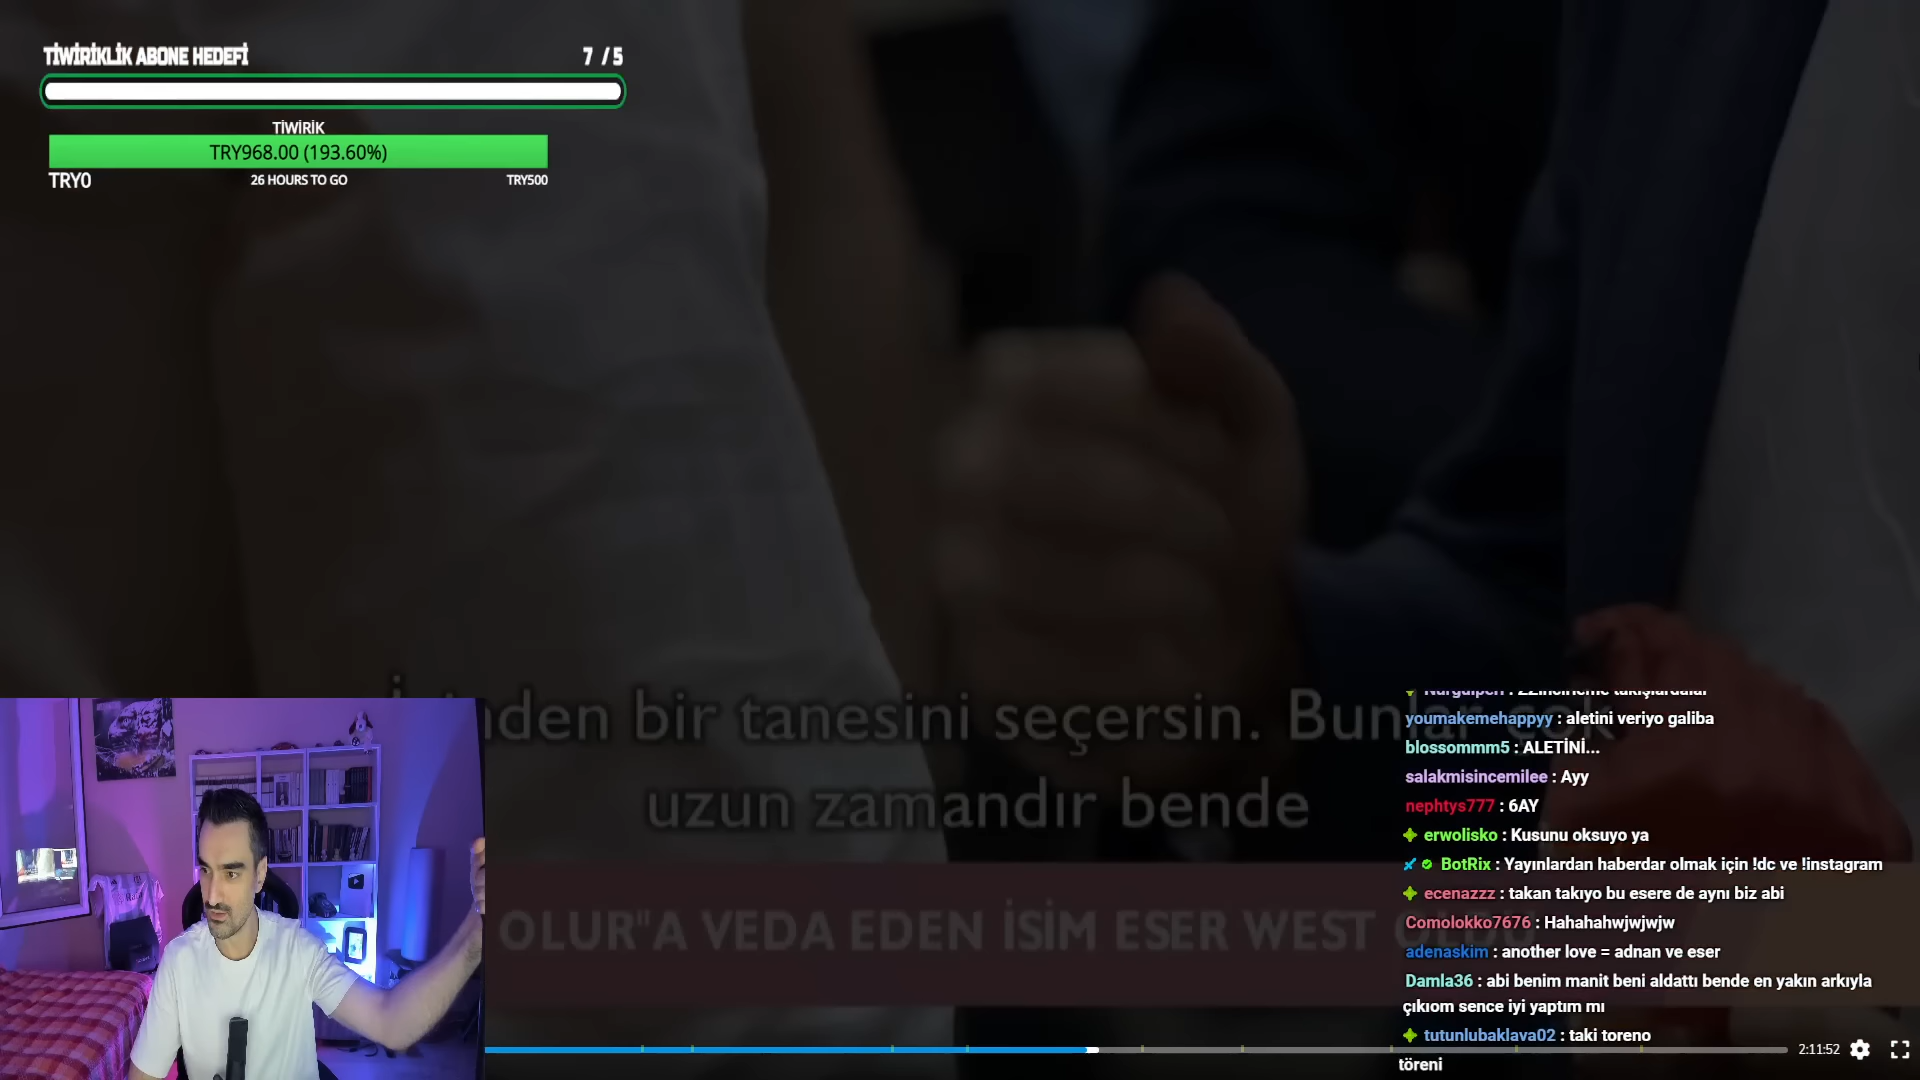 TİWİRİKLİK ABONE HEDEFİ 7 / 5
TİWİRİK
TRY968.00 (193.60%)
TRY0 26 HOURS TO GO TRY500
bir tanesini seçersin. Bunlar çok
uzun zamandır bende
OLUR"A VEDA EDEN İSİM ESER WEST
youmakemehappyy : aletini veriyo galiba
blossommm5 : ALETİNİ...
salakmisincemilee : Ayy
nephtys777 : 6AY
erwolisko : Kusunu oksuyo ya
BotRix : Yayınlardan haberdar olmak için !dc ve !instagram
ecenazzz : takan takıyo bu esere de aynı biz abi
Comolokko7676 : Hahahahwjwjwjw
adenaskim : another love = adnan ve eser
Damla36 : abi benim manit beni aldattı bende en yakın arkıyla
çıkıom sence iyi yaptım mı
tutunlubaklava02 : taki toreno
töreni
2:11:52